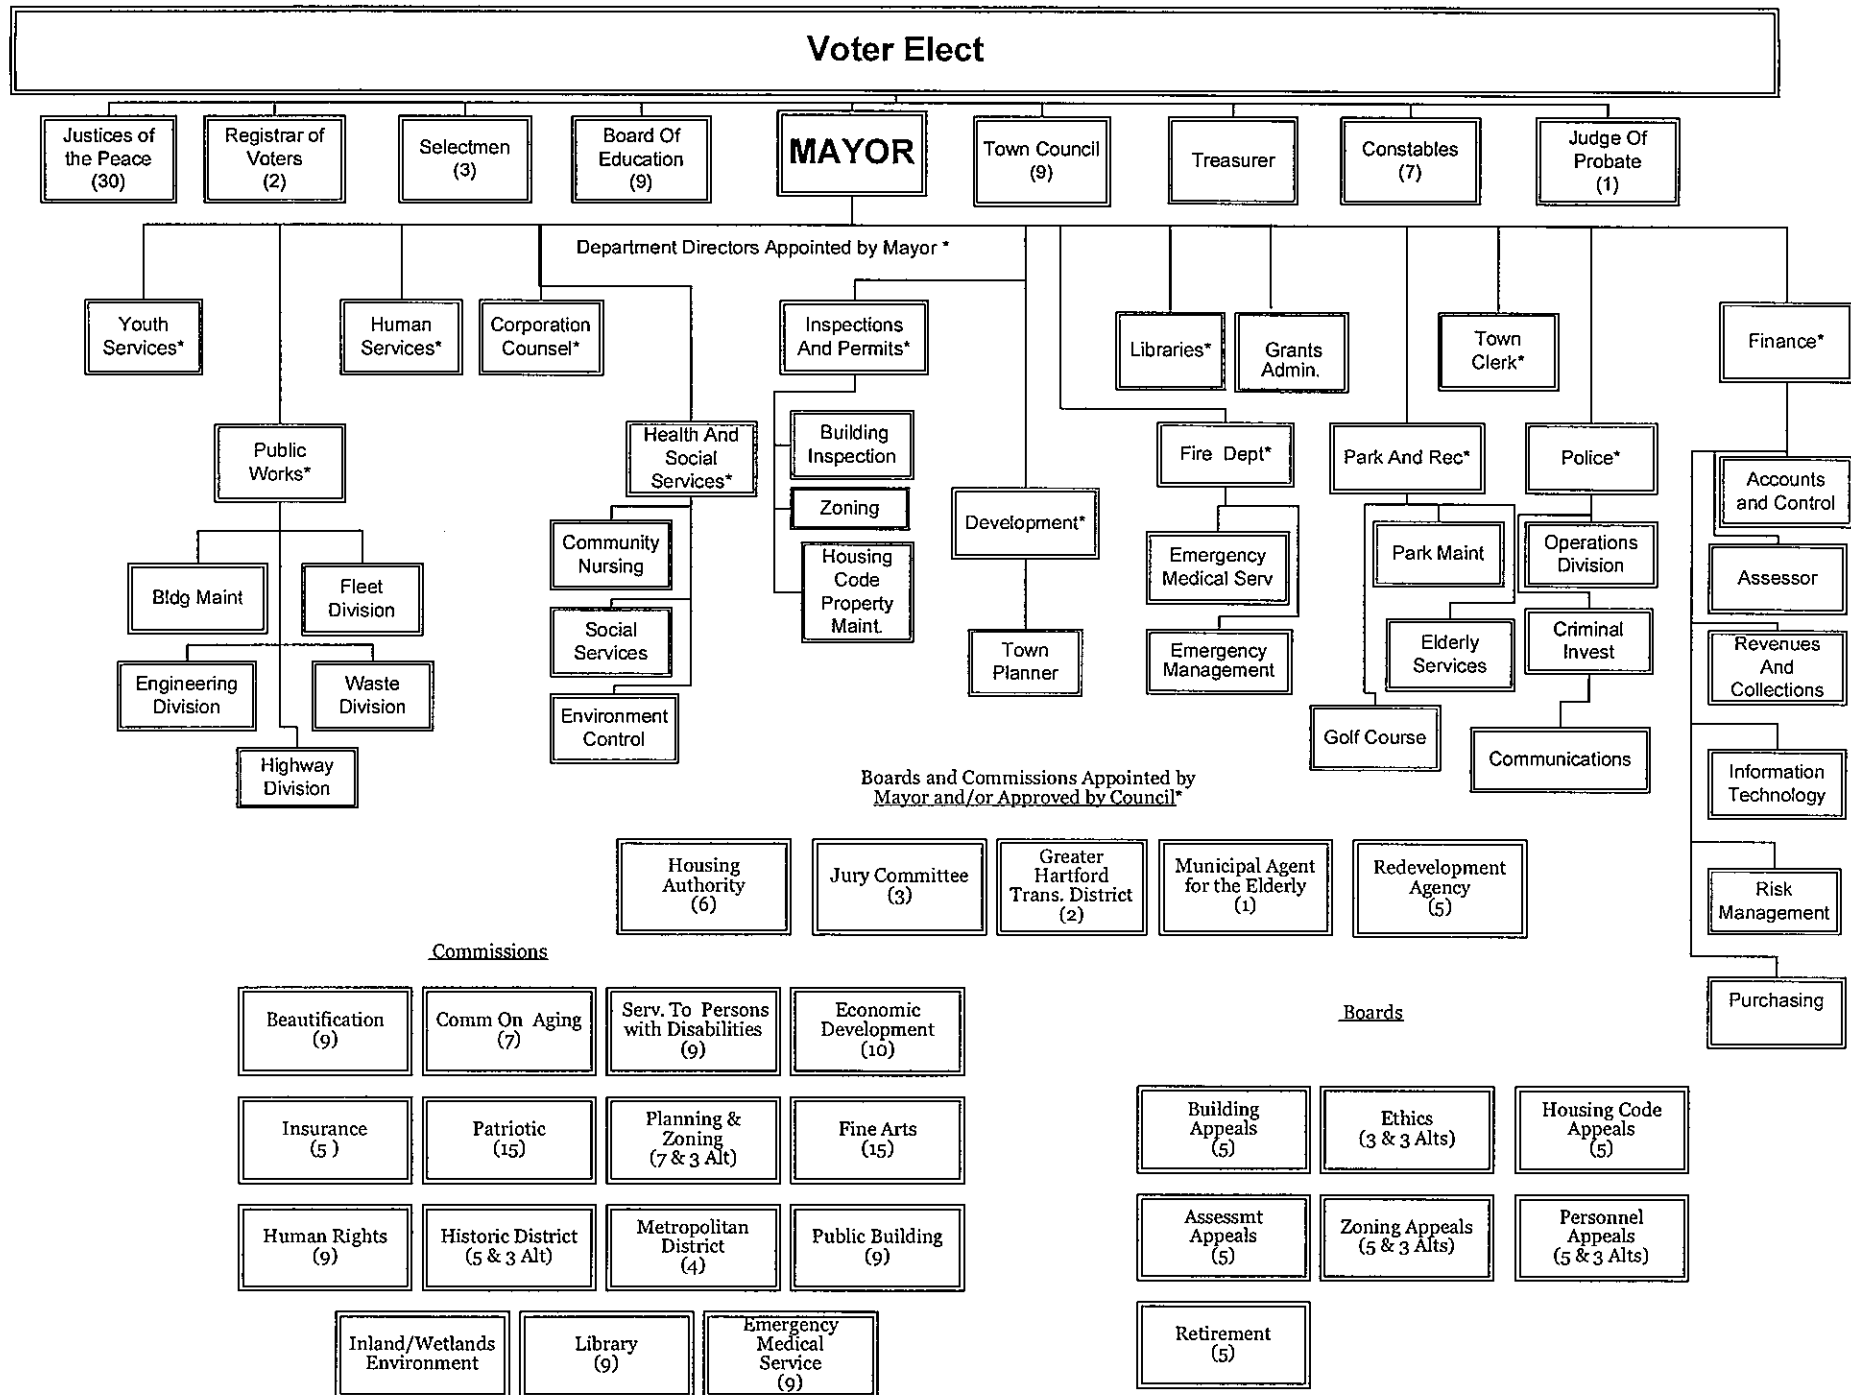 Voter Elect
Justices of
the Peace
(30)
Registrar of
Voters
(2)
Selectmen
(3)
Board Of
Education
(9)
MAYOR
Town Council
(9)
Treasurer
Constables
(7)
Judge Of
Probate
(1)
Department Directors Appointed by Mayor *
Youth
Services*
Human
Services*
Corporation
Counsel*
Inspections
And Permits*
Libraries*
Grants
Admin.
Town
Clerk*
Finance*
Public
Works*
Health And
Social
Services*
Building
Inspection
Zoning
Housing
Code
Property
Maint.
Development*
Town
Planner
Fire Dept*
Park And Rec*
Police*
Bldg Maint
Fleet
Division
Engineering
Division
Waste
Division
Highway
Division
Community
Nursing
Social
Services
Environment
Control
Emergency
Medical Serv
Emergency
Management
Park Maint
Elderly
Services
Golf Course
Operations
Division
Criminal
Invest
Communications
Accounts
and Control
Assessor
Revenues
And
Collections
Information
Technology
Risk
Management
Purchasing
Boards and Commissions Appointed by
Mayor and/or Approved by Council*
Housing
Authority
(6)
Jury Committee
(3)
Greater
Hartford
Trans. District
(2)
Municipal Agent
for the Elderly
(1)
Redevelopment
Agency
(5)
Commissions
Beautification
(9)
Comm On Aging
(7)
Serv. To Persons
with Disabilities
(9)
Economic
Development
(10)
Insurance
(5 )
Patriotic
(15)
Planning &
Zoning
(7 & 3 Alt)
Fine Arts
(15)
Human Rights
(9)
Historic District
(5 & 3 Alt)
Metropolitan
District
(4)
Public Building
(9)
Inland/Wetlands
Environment
Library
(9)
Emergency
Medical
Service
(9)
Boards
Building
Appeals
(5)
Ethics
(3 & 3 Alts)
Housing Code
Appeals
(5)
Assessmt
Appeals
(5)
Zoning Appeals
(5 & 3 Alts)
Personnel
Appeals
(5 & 3 Alts)
Retirement
(5)